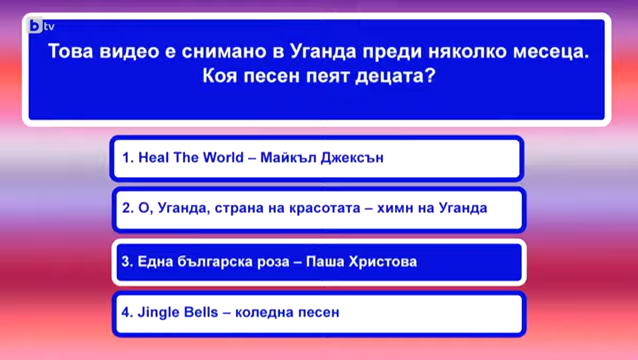 btv
Това видео е снимано в Уганда преди няколко месеца.
Коя песен пеят децата?
1. Heal The World – Майкъл Джексън
2. О, Уганда, страна на красотата – химн на Уганда
3. Една българска роза – Паша Христова
4. Jingle Bells – коледна песен